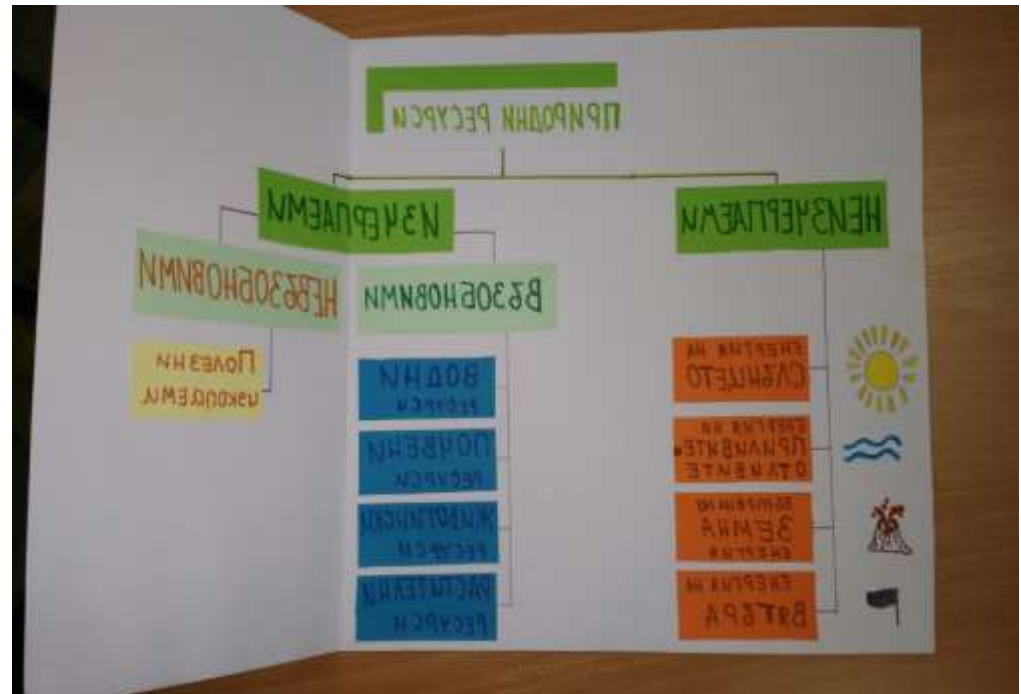 ПРИРОДНИ РЕСУРСИ
НЕИЗЧЕРПАЕМИ
ИЗЧЕРПАЕМИ
ВЪЗОБНОВИМИ
НЕВЪЗОБНОВИМИ
ЕНЕРГИЯ НА
СЛЪНЦЕТО
ЕНЕРГИЯ НА
ПРИЛИВИТЕ и
ОТЛИВИТЕ
ВЪТРЕШНА
ЗЕМНА
ЕНЕРГИЯ
ЕНЕРГИЯ НА
ВЯТЪРА
ВОДНИ
РЕСУРСИ
ПОЧВЕНИ
РЕСУРСИ
ЖИВОТИНСКИ
РЕСУРСИ
РАСТИТЕЛНИ
РЕСУРСИ
ПОЛЕЗНИ
ИЗКОПАЕМИ